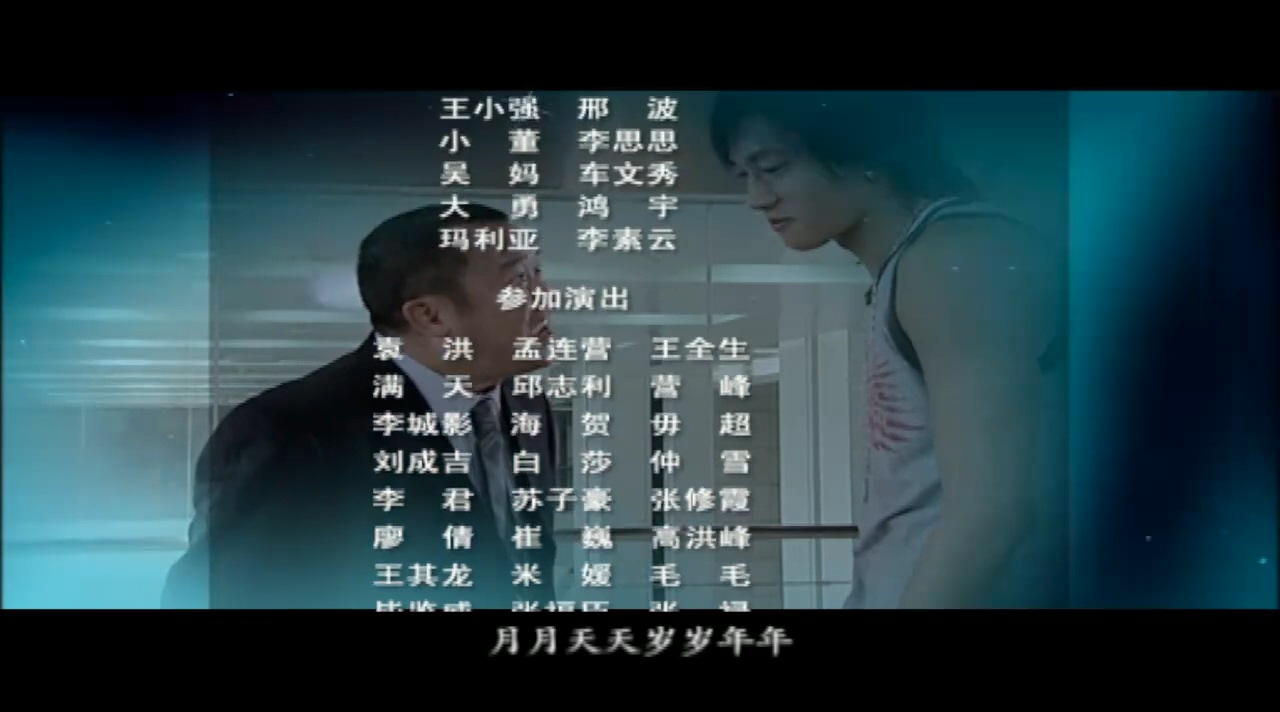 王小强 邢 波
小 董 李思思
吴 妈 车文秀
大 勇 鸿 宇
玛利亚 李素云
参加演出
袁 洪 孟连营 王全生
满 天 邱志利 营 峰
李城影 海 贺 毋 超
刘成吉 白 莎 仲 雪
李 君 苏子豪 张修霞
廖 倩 崔 巍 高洪峰
王其龙 米 媛 毛 毛
月月天天岁岁年年